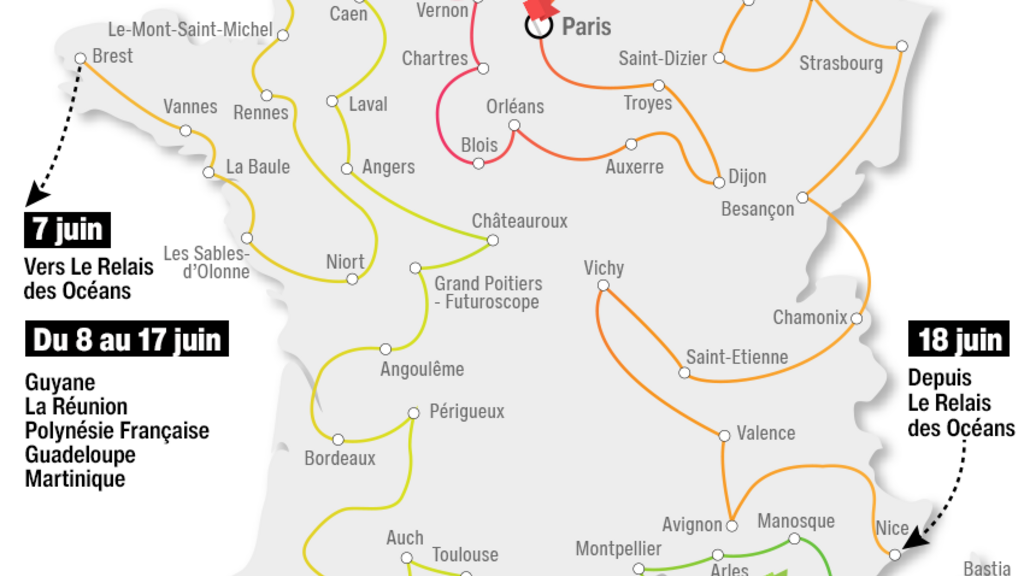 Caen
Vernon
Paris
Le-Mont-Saint-Michel
Brest
Chartres
Saint-Dizier
Strasbourg
Vannes
Rennes
Laval
Orléans
Troyes
La Baule
Angers
Blois
Auxerre
Dijon
Besançon
7 juin
Vers Le Relais
des Océans
Les Sables-
d'Olonne
Niort
Châteauroux
Grand Poitiers
- Futuroscope
Vichy
Chamonix
Du 8 au 17 juin
Guyane
La Réunion
Polynésie Française
Guadeloupe
Martinique
Angoulême
Saint-Etienne
18 juin
Depuis
Le Relais
des Océans
Périgueux
Bordeaux
Valence
Avignon
Manosque
Nice
Auch
Toulouse
Montpellier
Arles
Bastia